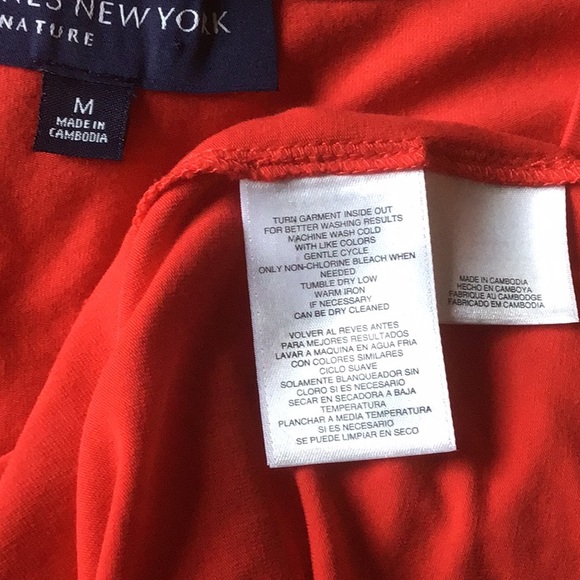 NEW YORK
NATURE
M
MADE IN
CAMBODIA
TURN GARMENT INSIDE OUT
FOR BETTER WASHING RESULTS
MACHINE WASH COLD
WITH LIKE COLORS
GENTLE CYCLE
ONLY NON-CHLORINE BLEACH WHEN
NEEDED
TUMBLE DRY LOW
WARM IRON
IF NECESSARY
CAN BE DRY CLEANED
VOLVER AL REVES ANTES
PARA MEJORES RESULTADOS
LAVAR A MAQUINA EN AGUA FRIA
CON COLORES SIMILARES
CICLO SUAVE
SOLAMENTE BLANQUEADOR SIN
CLORO SI ES NECESARIO
SECAR EN SECADORA A BAJA
TEMPERATURA
PLANCHAR A MEDIA TEMPERATURA
SI ES NECESARIO
SE PUEDE LIMPIAR EN SECO
MADE IN CAMBODIA
HECHO EN CAMBOYA
FABRIQUE AU CAMBODGE
FABRICADO EM CAMBODIA